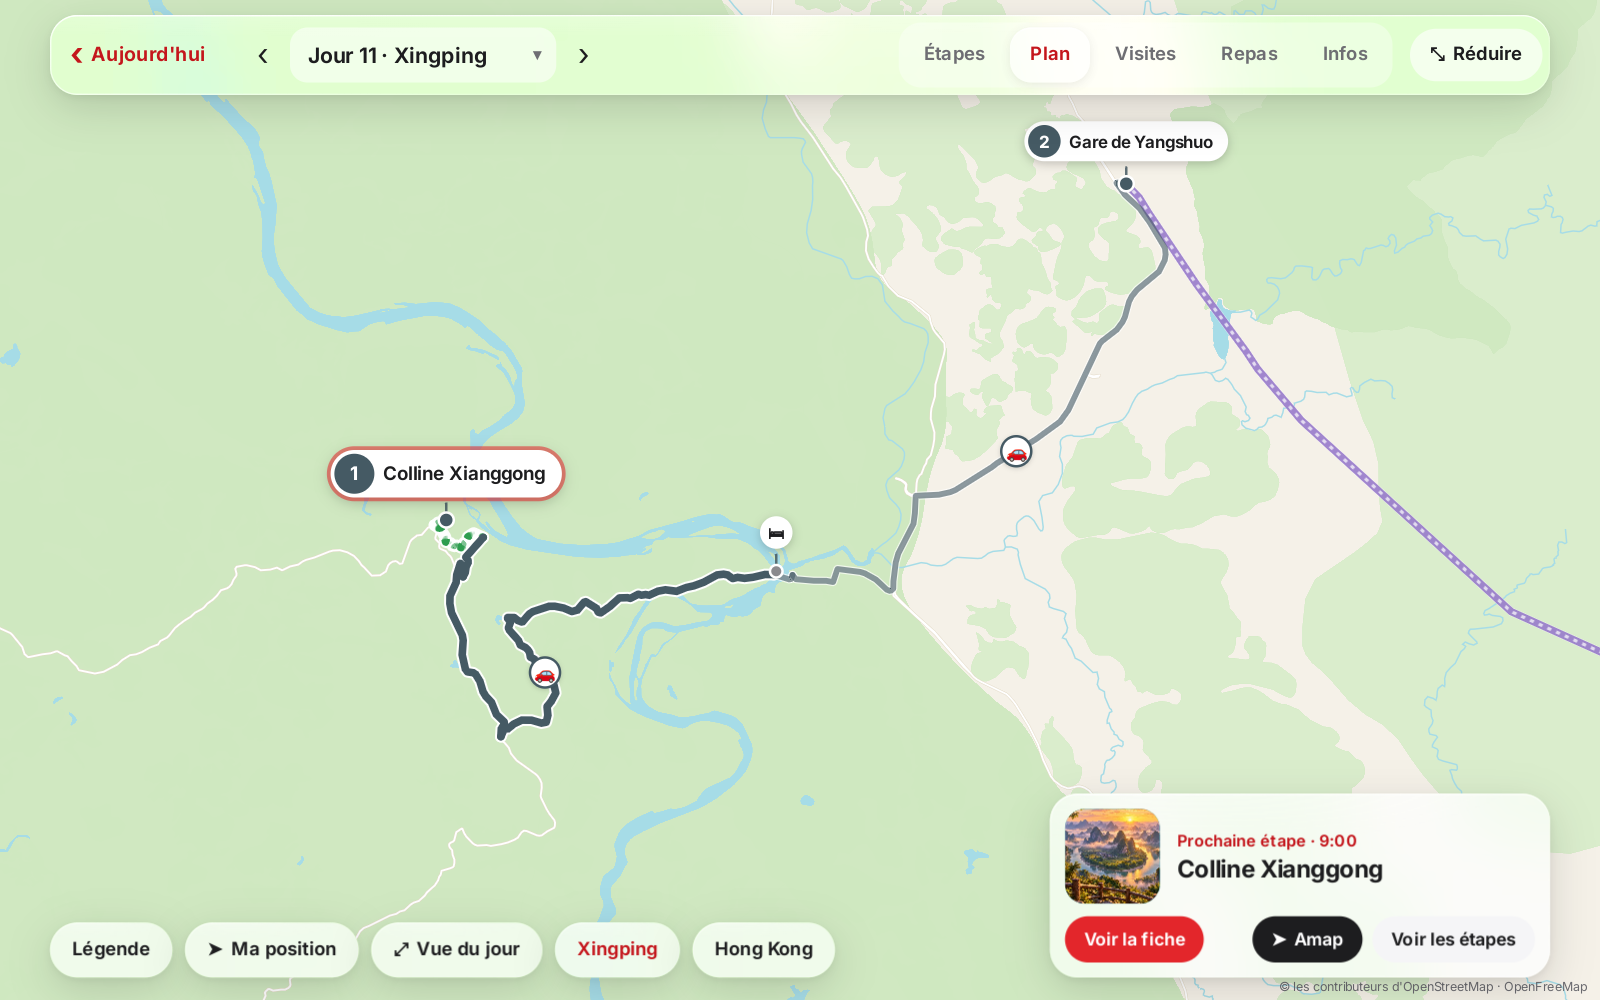 Aujourd'hui
Jour 11 · Xingping
Étapes
Plan
Visites
Repas
Infos
Réduire
2 Gare de Yangshuo
1 Colline Xianggong
Prochaine étape · 9:00
Colline Xianggong
Voir la fiche
Amap
Voir les étapes
Légende
Ma position
Vue du jour
Xingping
Hong Kong
© les contributeurs d'OpenStreetMap · OpenFreeMap